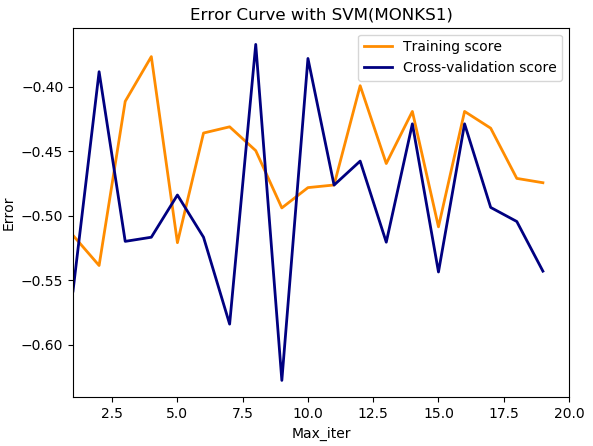 Error Curve with SVM(MONKS1)
Training score
Cross-validation score
−0.40
−0.45
−0.50
−0.55
−0.60
Error
2.5 5.0 7.5 10.0 12.5 15.0 17.5 20.0
Max_iter